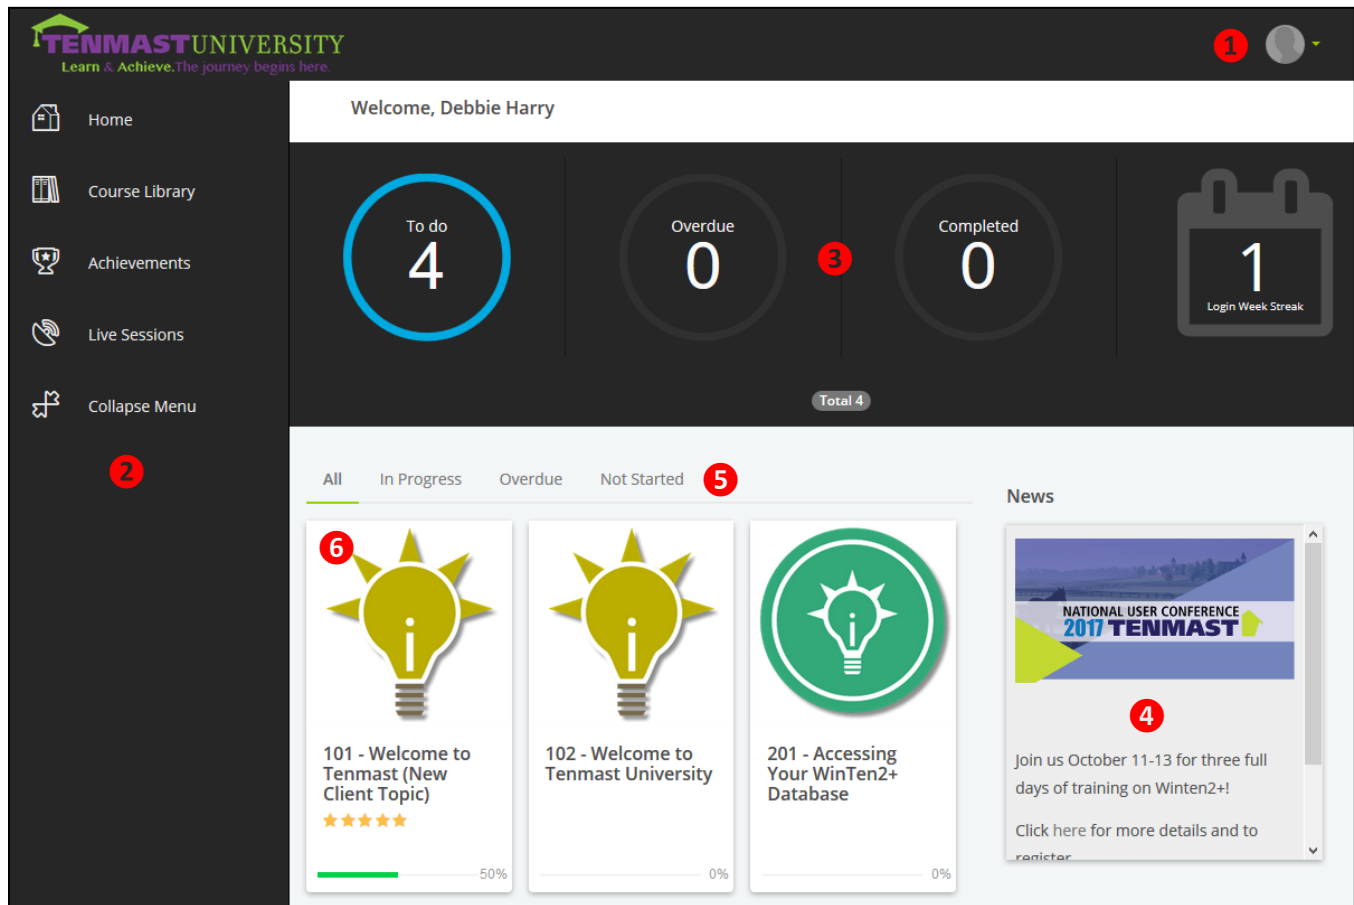 TENMAST UNIVERSITY
Learn & Achieve.The journey begins here.
1
Home
Course Library
Achievements
Live Sessions
Collapse Menu
2
Welcome, Debbie Harry
To do
4
Overdue
0
3
Completed
0
1
Login Week Streak
Total 4
All In Progress Overdue Not Started 5
6
i
101 - Welcome to
Tenmast (New
Client Topic)
50%
i
102 - Welcome to
Tenmast University
0%
i
201 - Accessing
Your WinTen2+
Database
0%
News
NATIONAL USER CONFERENCE
2017 TENMAST
4
Join us October 11-13 for three full
days of training on Winten2+!
Click here for more details and to
register